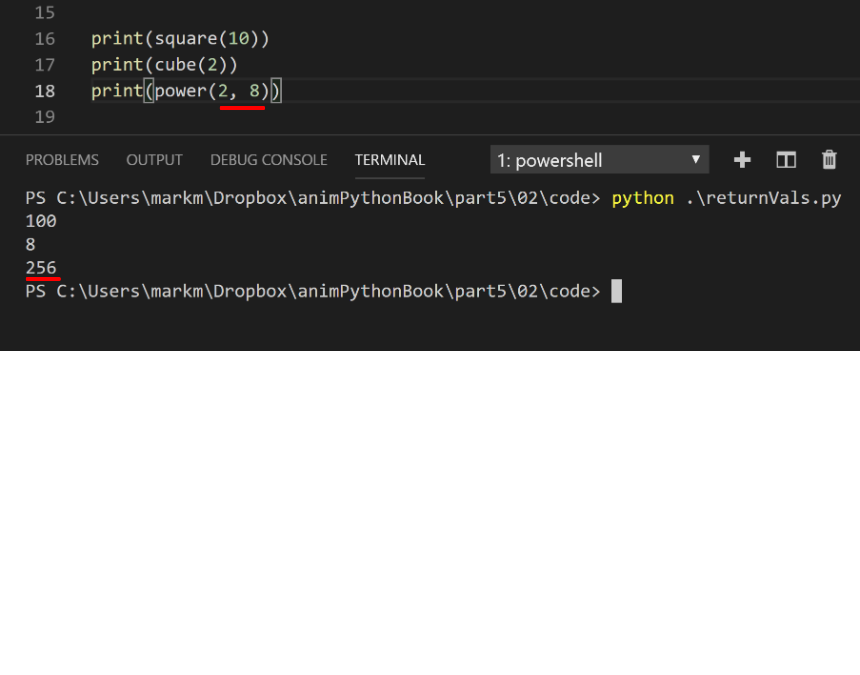 15
16 print(square(10))
17 print(cube(2))
18 print(power(2, 8))
19
PROBLEMS OUTPUT DEBUG CONSOLE TERMINAL 1: powershell
PS C:\Users\markm\Dropbox\animPythonBook\part5\02\code> python .\returnVals.py
100
8
256
PS C:\Users\markm\Dropbox\animPythonBook\part5\02\code>